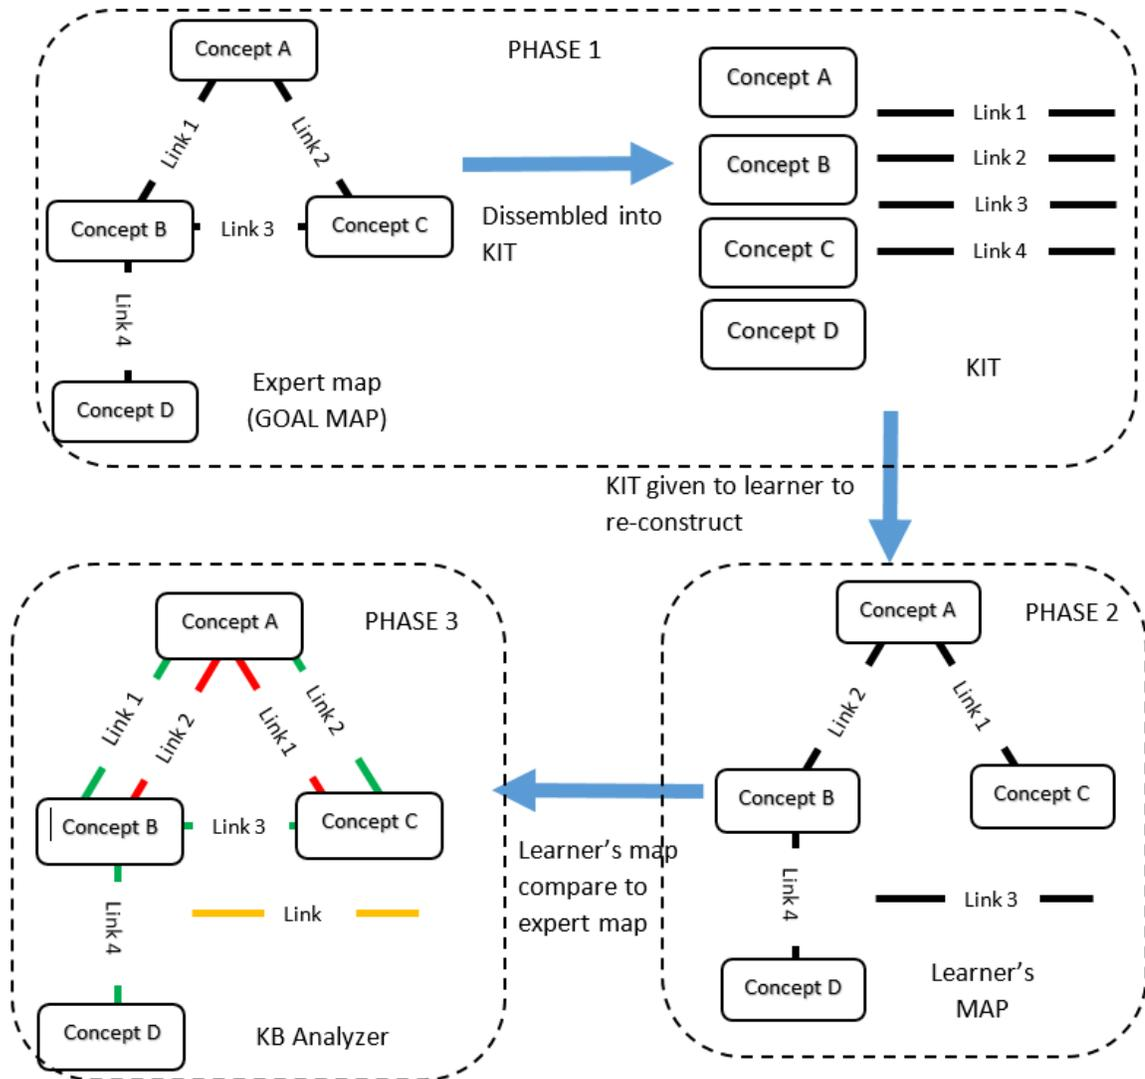 Concept A
PHASE 1
Link 1
Link 2
Concept B
Link 3
Concept C
Link 4
Concept D
Expert map
(GOAL MAP)
Dissembled into
KIT
Concept A
Concept B
Concept C
Concept D
Link 1
Link 2
Link 3
Link 4
KIT
KIT given to learner to
re-construct
Concept A
PHASE 2
Link 2
Link 1
Concept B
Concept C
Link 4
Link 3
Concept D
Learner's
MAP
Learner's map
compare to
expert map
Concept A
PHASE 3
Link 1
Link 2
Link 1
Link 2
Concept B
Link 3
Concept C
Link 4
Link
Concept D
KB Analyzer